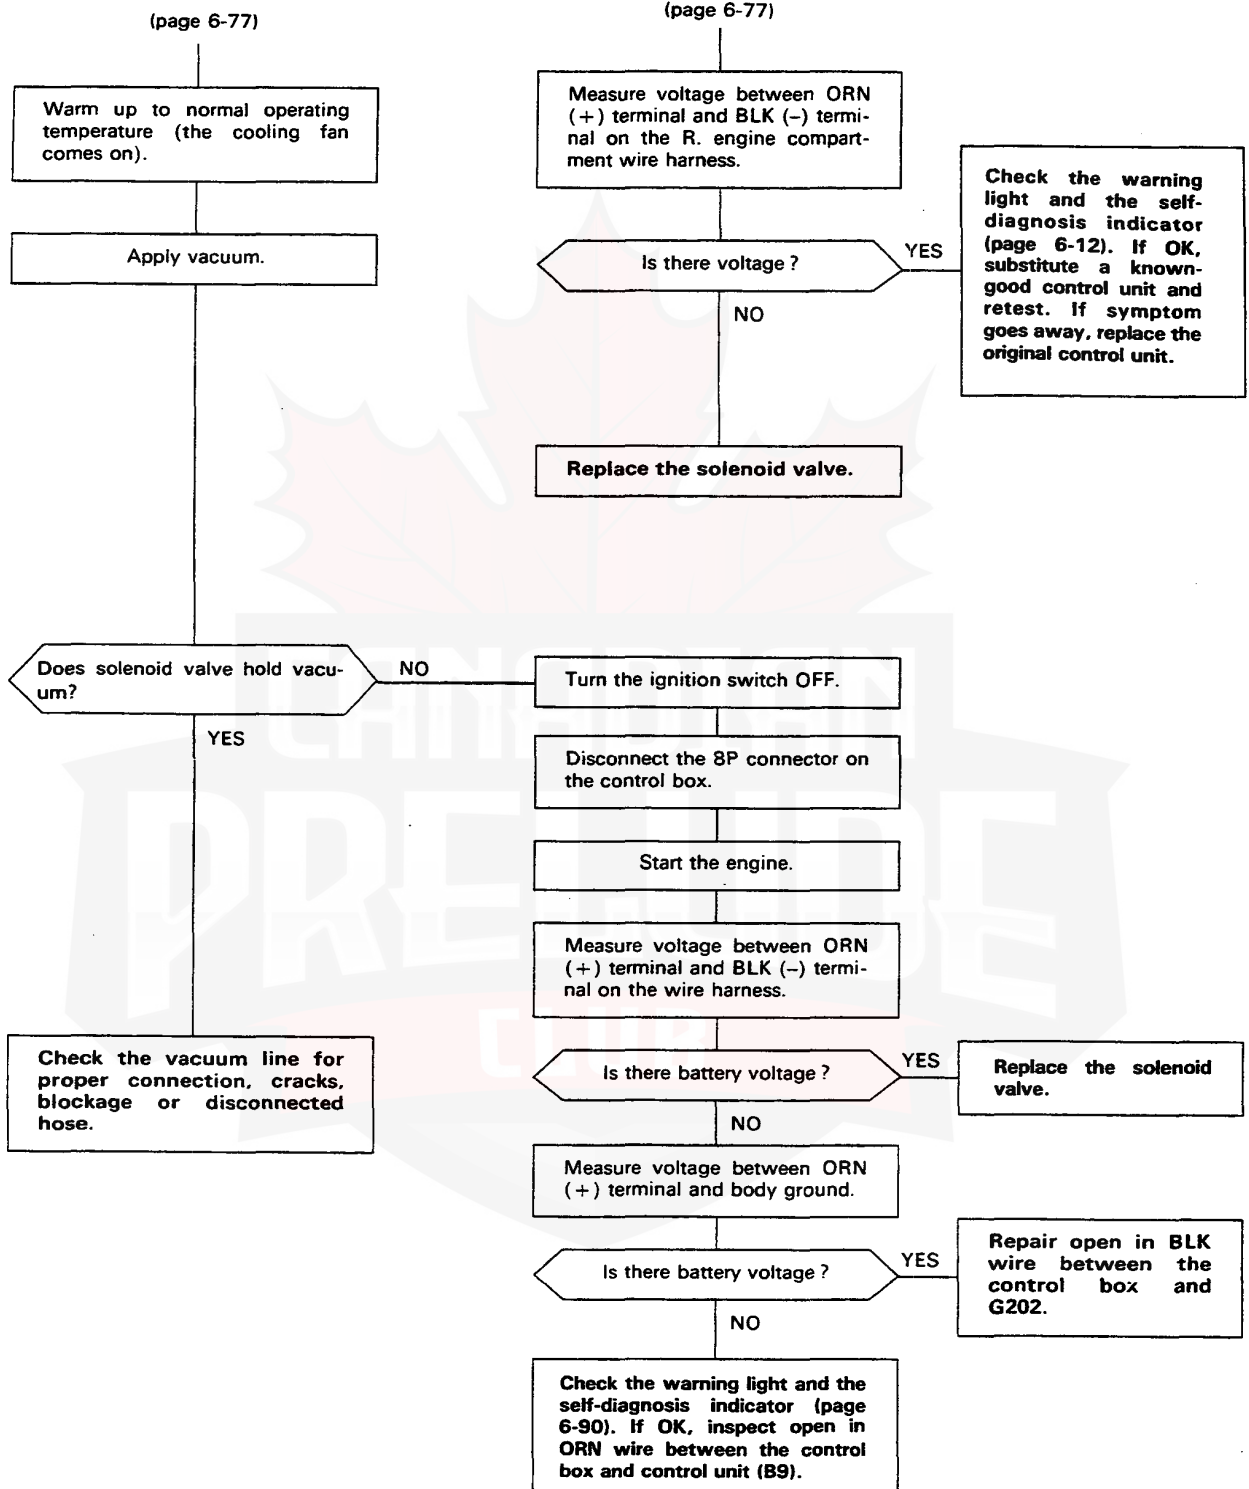 (page 6-77)
Warm up to normal operating
temperature (the cooling fan
comes on).
Apply vacuum.
Does solenoid valve hold vacu-
um?
NO
YES
Check the vacuum line for
proper connection, cracks,
blockage or disconnected
hose.
(page 6-77)
Measure voltage between ORN
(+) terminal and BLK (–) termi-
nal on the R. engine compart-
ment wire harness.
Is there voltage?
YES
Check the warning
light and the self-
diagnosis indicator
(page 6-12). If OK,
substitute a known-
good control unit and
retest. If symptom
goes away, replace the
original control unit.
NO
Replace the solenoid valve.
Turn the ignition switch OFF.
Disconnect the 8P connector on
the control box.
Start the engine.
Measure voltage between ORN
(+) terminal and BLK (–) termi-
nal on the wire harness.
Is there battery voltage?
YES
Replace the solenoid
valve.
NO
Measure voltage between ORN
(+) terminal and body ground.
Is there battery voltage?
YES
Repair open in BLK
wire between the
control box and
G202.
NO
Check the warning light and the
self-diagnosis indicator (page
6-90). If OK, inspect open in
ORN wire between the control
box and control unit (B9).
CANADIAN
PRELUDE
CLUB